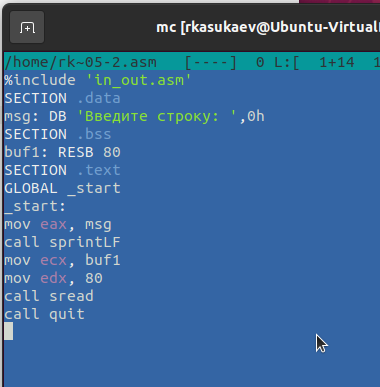 mc [rkasukaev@Ubuntu-Virtual
/home/rk~05-2.asm [----] 0 L:[ 1+14 1
%include 'in_out.asm'
SECTION .data
msg: DB 'Введите строку: ',0h
SECTION .bss
buf1: RESB 80
SECTION .text
GLOBAL _start
_start:
mov eax, msg
call sprintLF
mov ecx, buf1
mov edx, 80
call sread
call quit